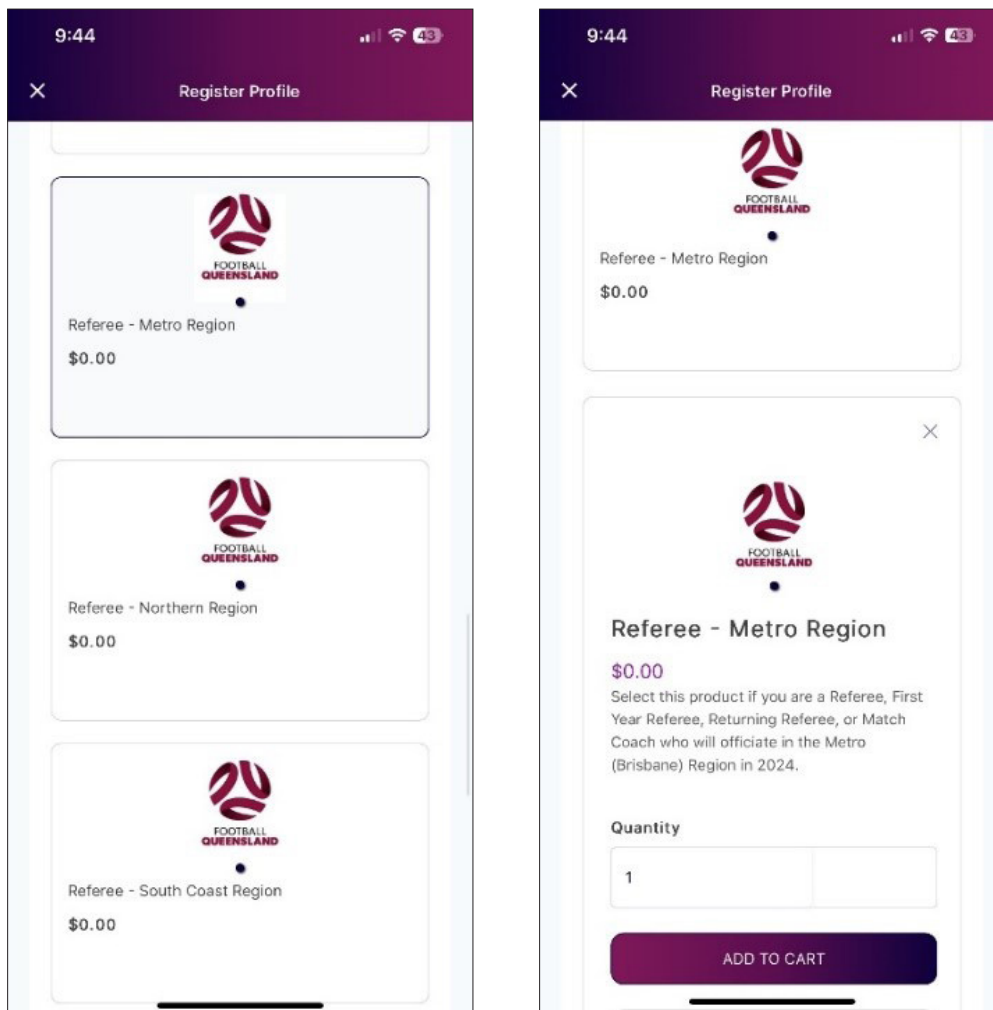 9:44
43
Register Profile
FOOTBALL
QUEENSLAND
Referee - Metro Region
$0.00
FOOTBALL
QUEENSLAND
Referee - Northern Region
$0.00
FOOTBALL
QUEENSLAND
Referee - South Coast Region
$0.00
9:44
43
Register Profile
FOOTBALL
QUEENSLAND
Referee - Metro Region
$0.00
FOOTBALL
QUEENSLAND
Referee - Metro Region
$0.00
Select this product if you are a Referee, First
Year Referee, Returning Referee, or Match
Coach who will officiate in the Metro
(Brisbane) Region in 2024.
Quantity
1
ADD TO CART